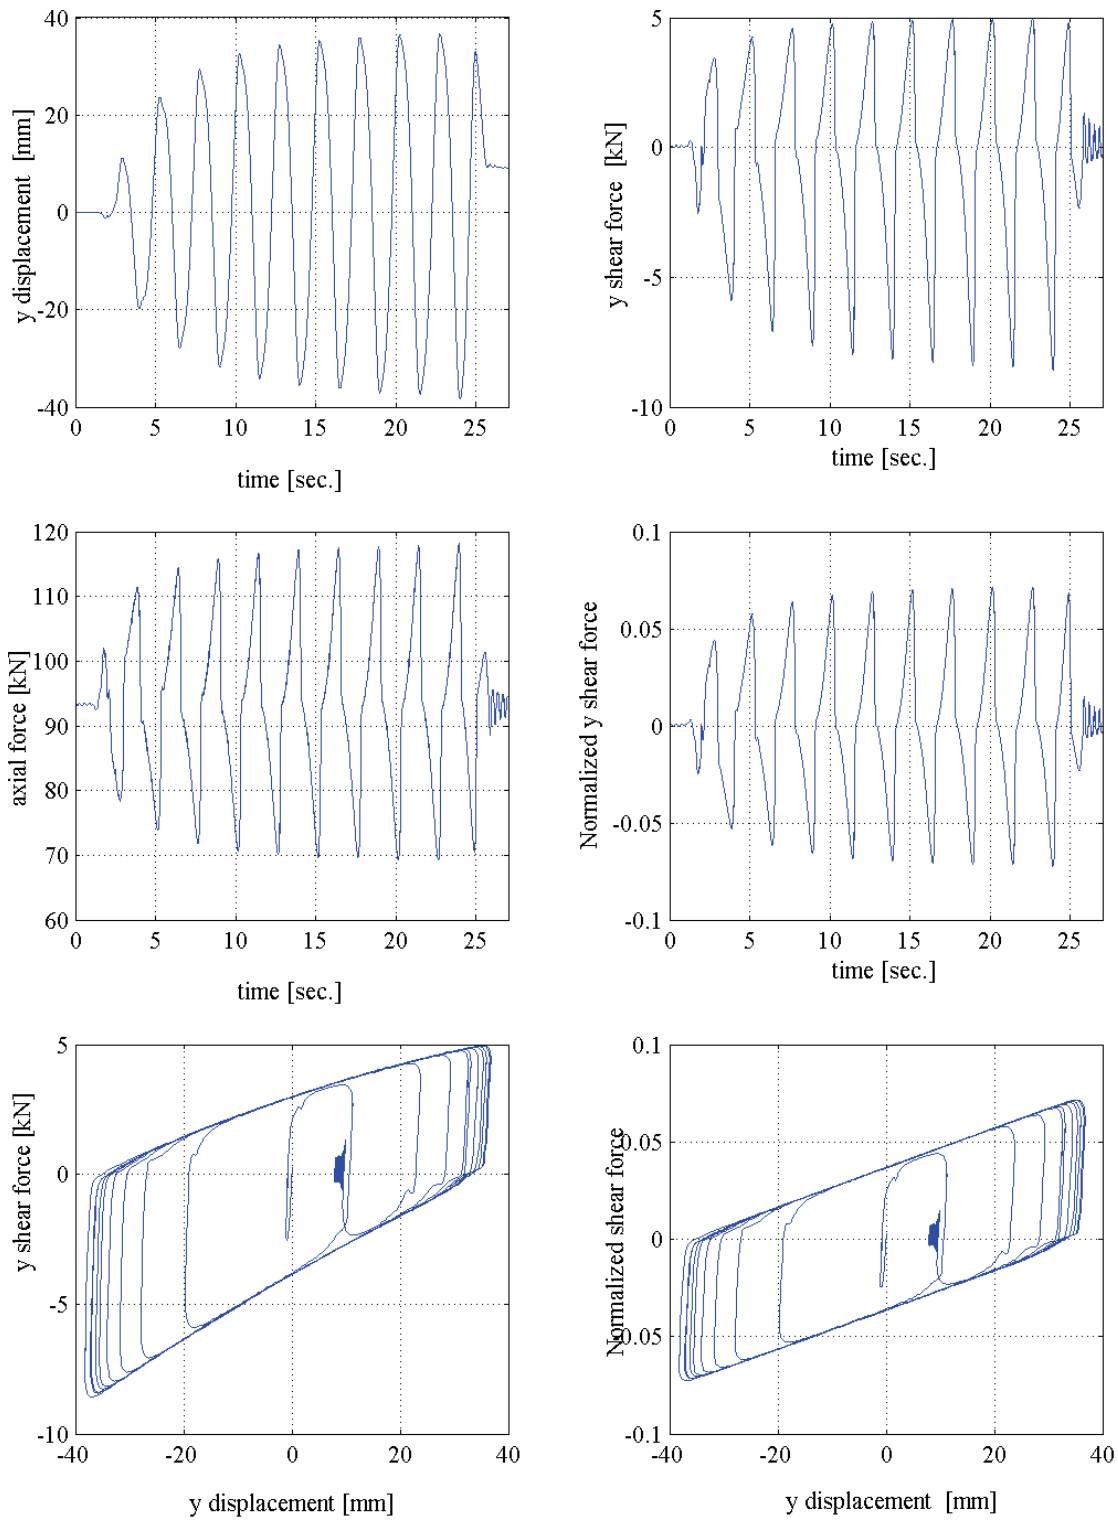 40
20
0
-20
-40
y displacement [mm]
0 5 10 15 20 25
time [sec.]
5
0
-5
-10
y shear force [kN]
0 5 10 15 20 25
time [sec.]
120
110
100
90
80
70
60
axial force [kN]
0 5 10 15 20 25
time [sec.]
0.1
0.05
0
-0.05
-0.1
Normalized y shear force
0 5 10 15 20 25
time [sec.]
5
0
-5
-10
y shear force [kN]
-40 -20 0 20 40
y displacement [mm]
0.1
0.05
0
-0.05
-0.1
Normalized shear force
-40 -20 0 20 40
y displacement [mm]